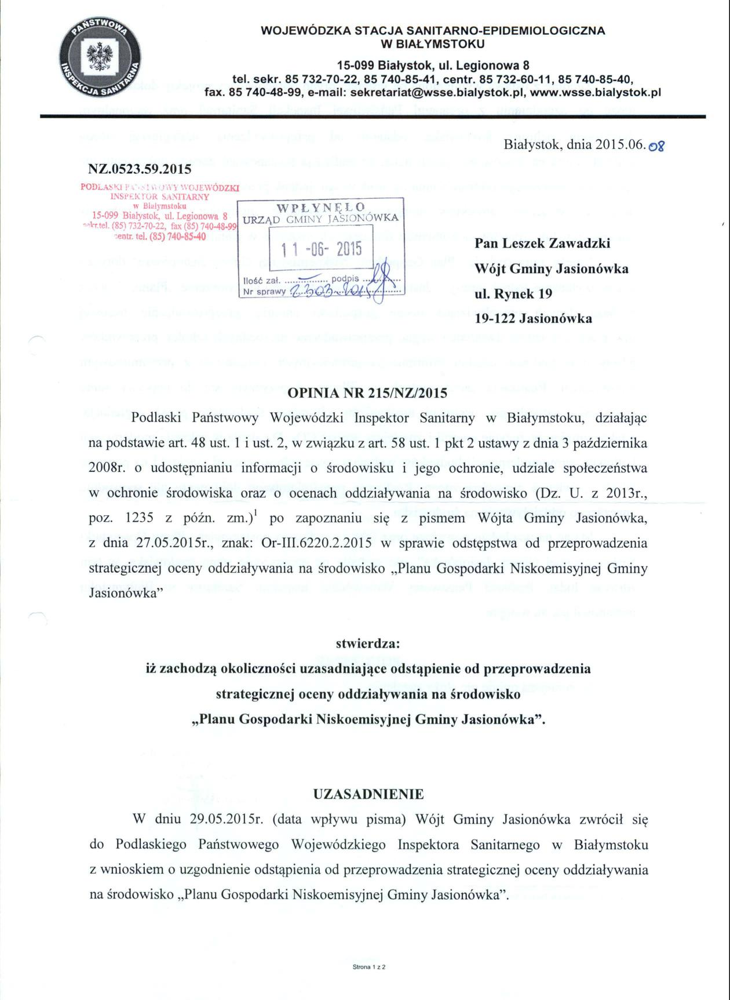 PAŃSTWOWA
INSPEKCJA SANITARNA
WOJEWÓDZKA STACJA SANITARNO-EPIDEMIOLOGICZNA
W BIAŁYMSTOKU
15-099 Białystok, ul. Legionowa 8
tel. sekr. 85 732-70-22, 85 740-85-41, centr. 85 732-60-11, 85 740-85-40,
fax. 85 740-48-99, e-mail: sekretariat@wsse.bialystok.pl, www.wsse.bialystok.pl
Białystok, dnia 2015.06.08
NZ.0523.59.2015
PODLASKI PAŃSTWOWY WOJEWÓDZKI
INSPEKTOR SANITARNY
w Białymstoku
15-099 Białystok, ul. Legionowa 8
sekr.tel. (85) 732-70-22, fax (85) 740-48-99
centr. tel. (85) 740-85-40
WPŁYNĘŁO
URZĄD GMINY JASIONÓWKA
11 -06- 2015
Ilość zał. .............. podpis ..............
Nr sprawy 2303.2015
Pan Leszek Zawadzki
Wójt Gminy Jasionówka
ul. Rynek 19
19-122 Jasionówka
OPINIA NR 215/NZ/2015
Podlaski Państwowy Wojewódzki Inspektor Sanitarny w Białymstoku, działając
na podstawie art. 48 ust. 1 i ust. 2, w związku z art. 58 ust. 1 pkt 2 ustawy z dnia 3 października
2008r. o udostępnianiu informacji o środowisku i jego ochronie, udziale społeczeństwa
w ochronie środowiska oraz o ocenach oddziaływania na środowisko (Dz. U. z 2013r.,
poz. 1235 z późn. zm.)¹ po zapoznaniu się z pismem Wójta Gminy Jasionówka,
z dnia 27.05.2015r., znak: Or-III.6220.2.2015 w sprawie odstępstwa od przeprowadzenia
strategicznej oceny oddziaływania na środowisko „Planu Gospodarki Niskoemisyjnej Gminy
Jasionówka”
stwierdza:
iż zachodzą okoliczności uzasadniające odstąpienie od przeprowadzenia
strategicznej oceny oddziaływania na środowisko
„Planu Gospodarki Niskoemisyjnej Gminy Jasionówka”.
UZASADNIENIE
W dniu 29.05.2015r. (data wpływu pisma) Wójt Gminy Jasionówka zwrócił się
do Podlaskiego Państwowego Wojewódzkiego Inspektora Sanitarnego w Białymstoku
z wnioskiem o uzgodnienie odstąpienia od przeprowadzenia strategicznej oceny oddziaływania
na środowisko „Planu Gospodarki Niskoemisyjnej Gminy Jasionówka”.
Strona 1 z 2